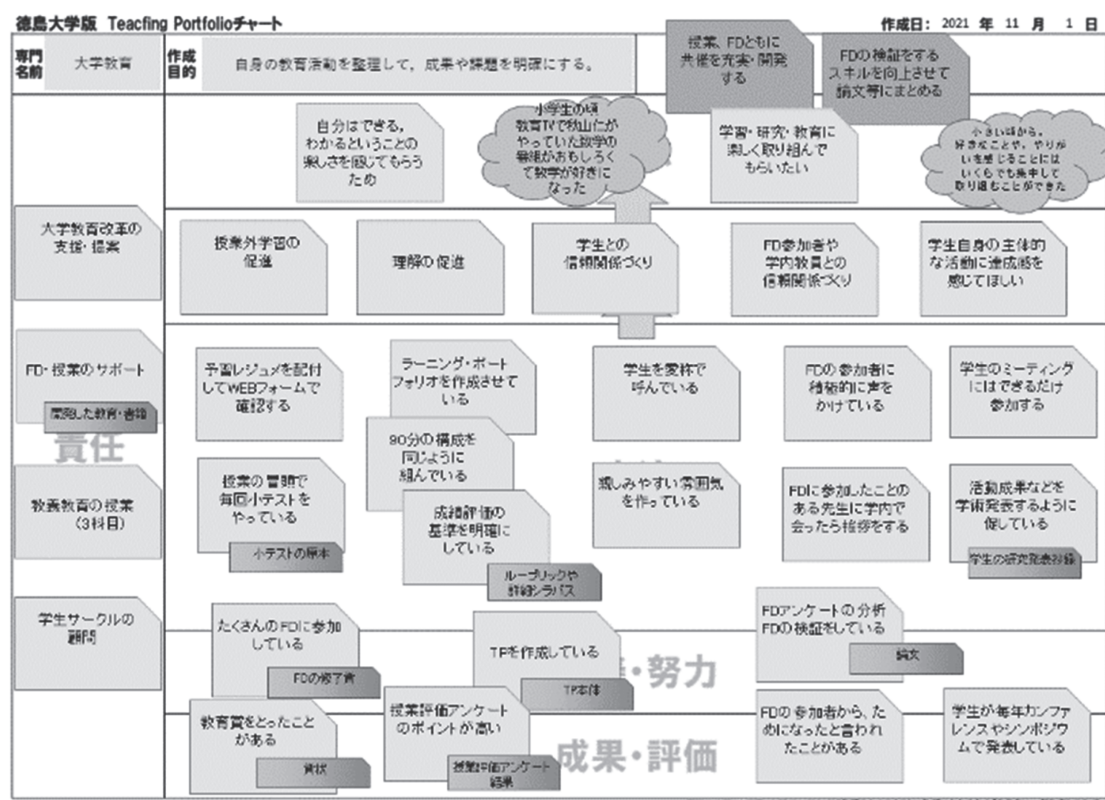 徳島大学版 Teacfing Portfolioチャート
作成日: 2021 年 11 月 1 日
専門
名前
大学教育
作成
目的
自身の教育活動を整理して，成果や課題を明確にする。
授業、FDともに
共催を充実・開発
する
FDの検証をする
スキルを向上させて
論文等にまとめる
自分はできる，
わかるということの
楽しさを感じてもらう
ため
小学生の頃
教育TVで秋山仁が
やっていた数学の
番組がおもしろく
て数学が好きに
なった
学習・研究・教育に
楽しく取り組んで
もらいたい
小さい頃から，
好きなことや，やりが
いを感じることには
いくらでも集中して
取り組むことができた
大学教育改革の
支援・提案
授業外学習の
促進
理解の促進
学生との
信頼関係づくり
FD参加者や
学内教員との
信頼関係づくり
学生自身の主体的
な活動に達成感を
感じてほしい
FD・授業のサポート
開発した教育・書籍
責任
予習レジュメを配付
してWEBフォームで
確認する
ラーニング・ポート
フォリオを作成させて
いる
学生を愛称で
呼んでいる
FDの参加者に
積極的に声を
かけている
学生のミーティング
にはできるだけ
参加する
90分の構成を
同じように
組んでいる
教養教育の授業
（3科目）
授業の冒頭で
毎回小テストを
やっている
小テストの原本
成績評価の
基準を明確に
している
ルーブリックや
詳細シラバス
親しみやすい雰囲気
を作っている
FDに参加したことの
ある先生に学内で
会ったら挨拶をする
活動成果などを
学術発表するように
促している
学生の研究発表抄録
学生サークルの
顧問
たくさんのFDに参加
している
FDの修了書
TPを作成している
TP本体
・努力
FDアンケートの分析
FDの検証をしている
論文
教育賞をとったこと
がある
賞状
授業評価アンケート
のポイントが高い
授業評価アンケート
結果
成果・評価
FDの参加者から、た
めになったと言われ
たことがある
学生が毎年カンファ
レンスやシンポジウ
ムで発表している